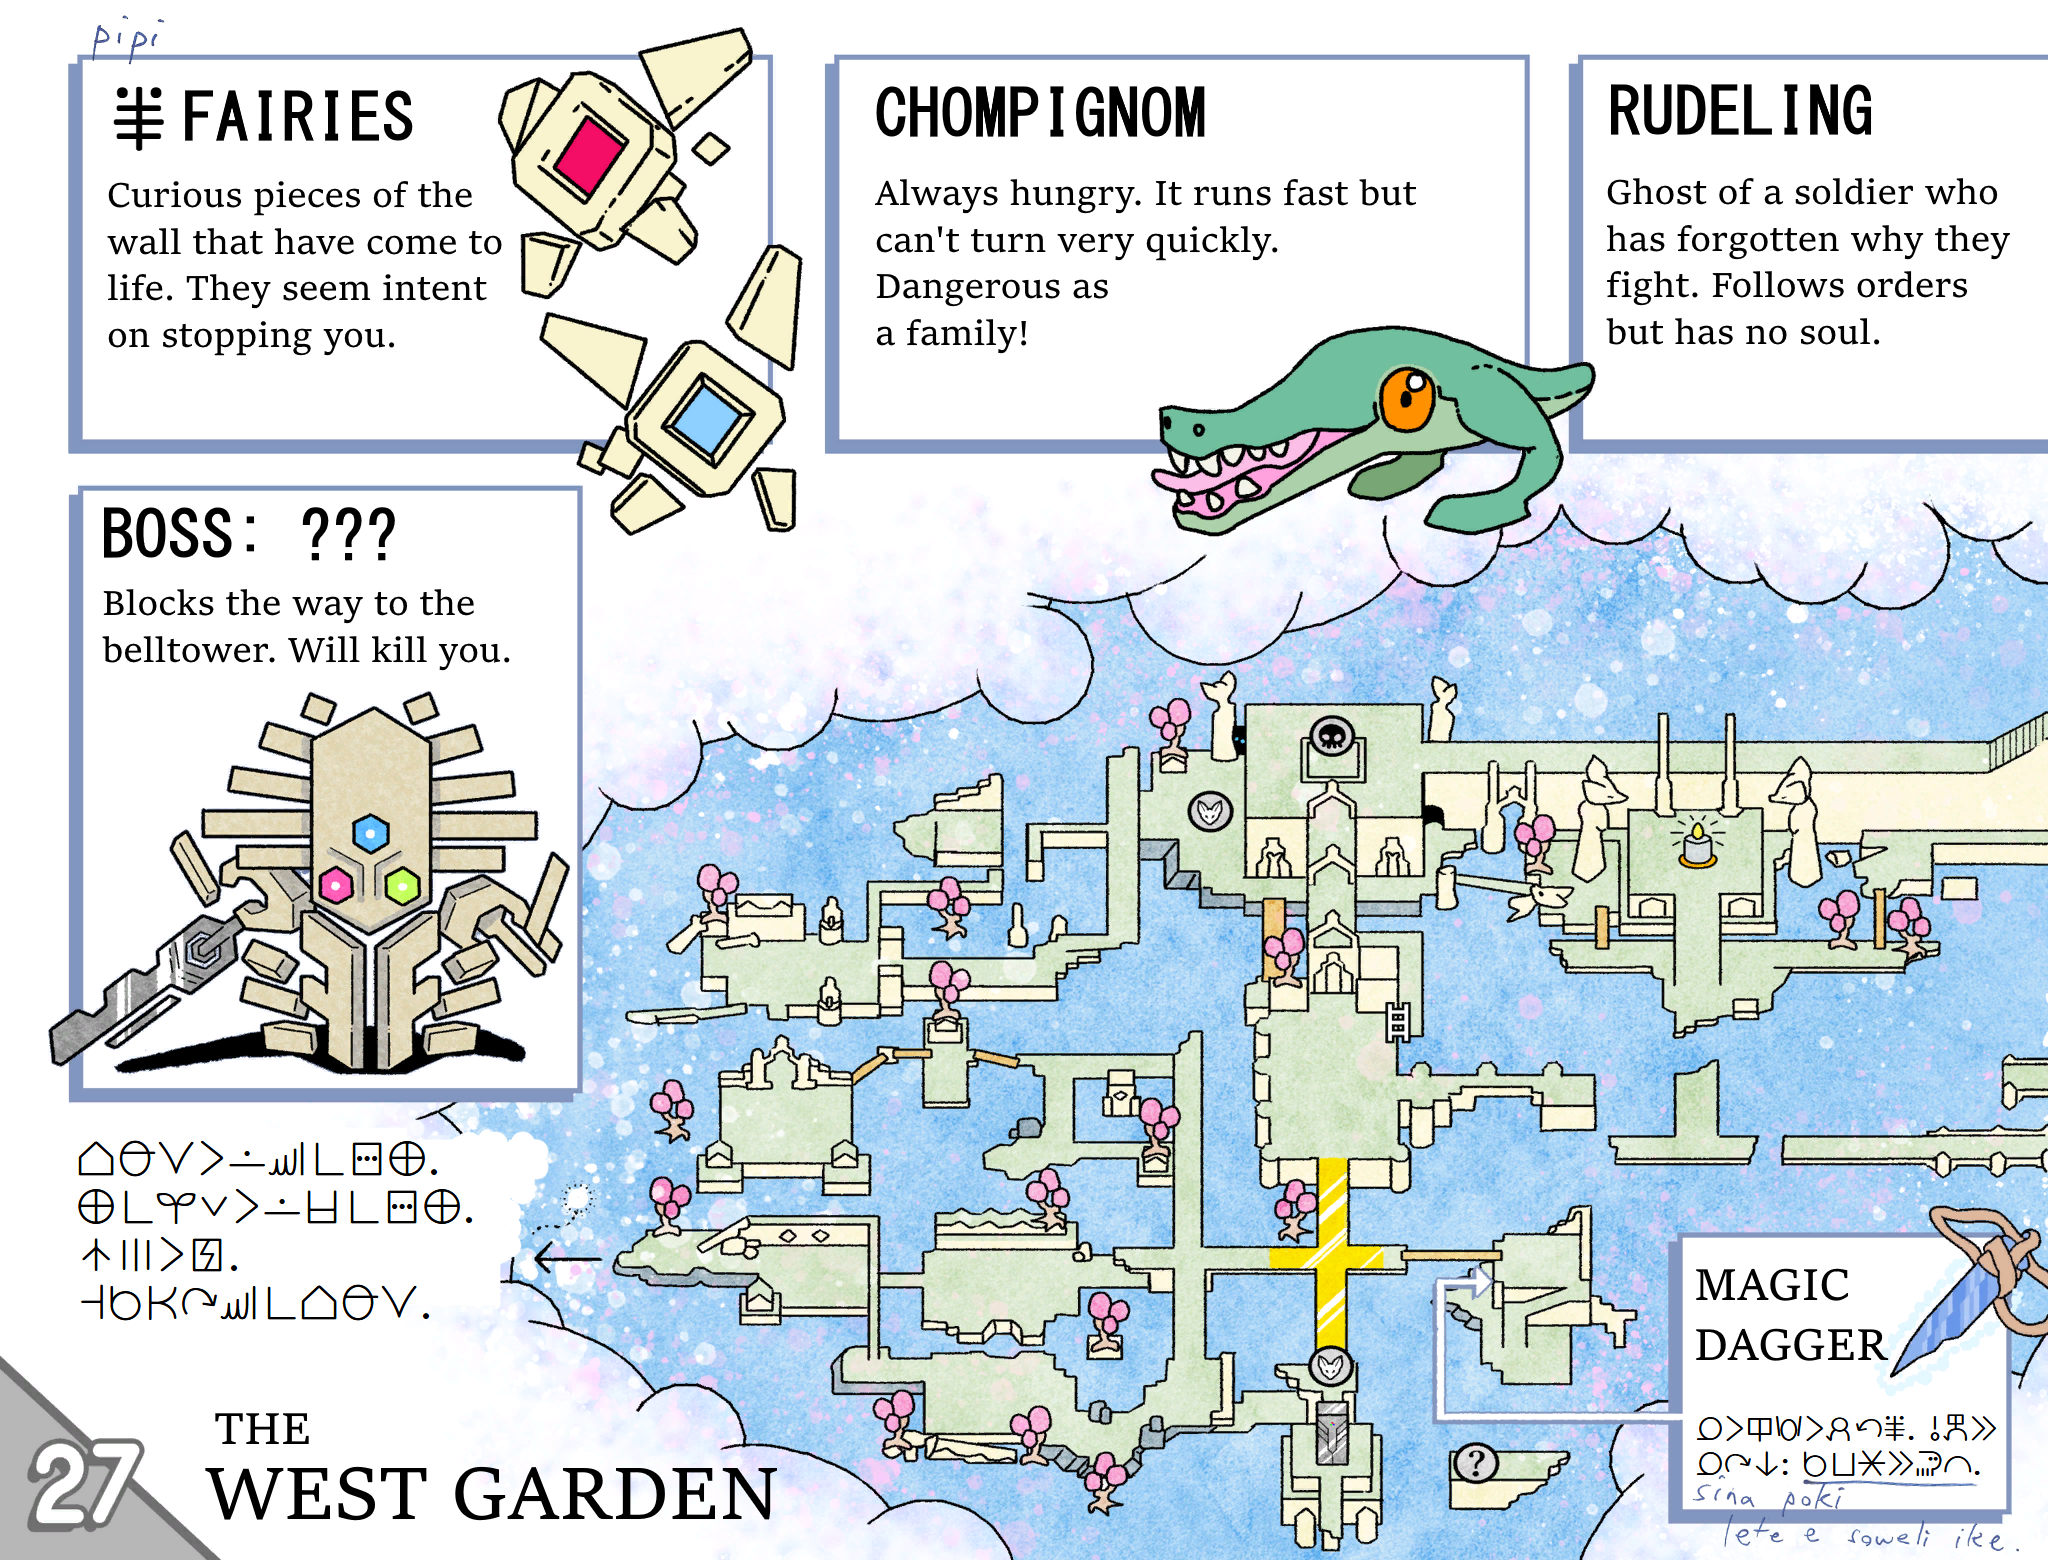 pipi
FAIRIES
Curious pieces of the
wall that have come to
life. They seem intent
on stopping you.
CHOMPIGNOM
Always hungry. It runs fast but
can't turn very quickly.
Dangerous as
a family!
RUDELING
Ghost of a soldier who
has forgotten why they
fight. Follows orders
but has no soul.
BOSS: ???
Blocks the way to the
belltower. Will kill you.
?
MAGIC
DAGGER
sina poki
lete e soweli ike.
27
THE
WEST GARDEN